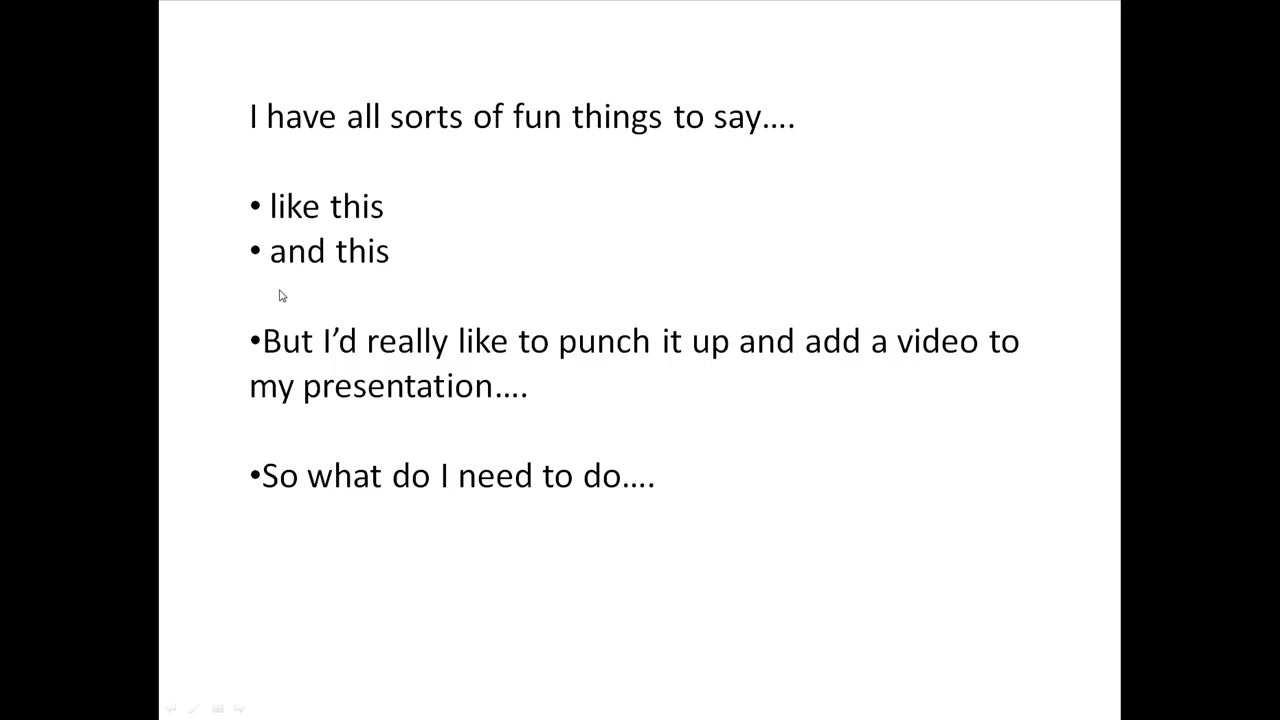 I have all sorts of fun things to say….
• like this
• and this
•But I’d really like to punch it up and add a video to
my presentation….
•So what do I need to do….